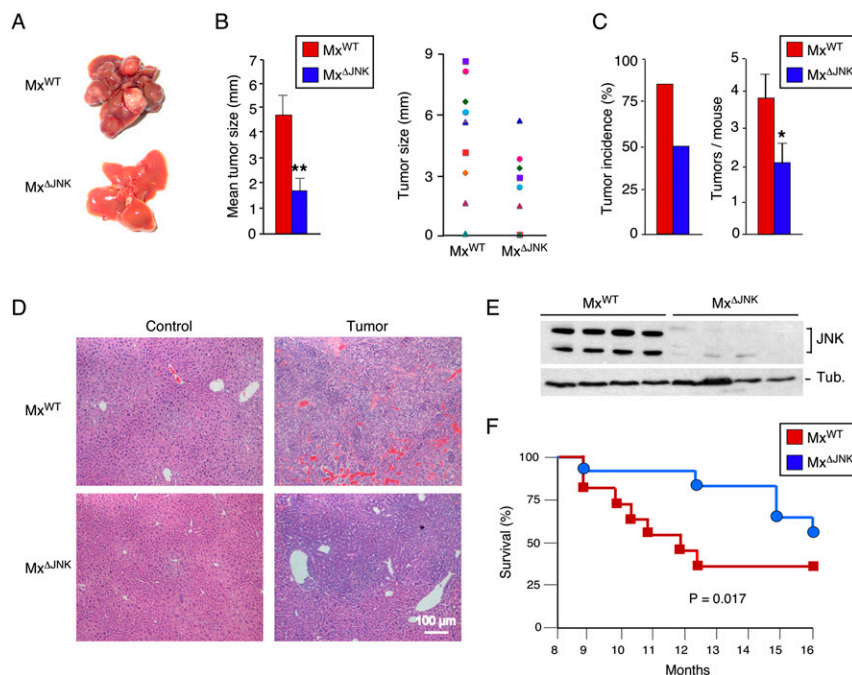 A
Mx^WT
Mx^ΔJNK
B
Mx^WT
Mx^ΔJNK
Mean tumor size (mm)
7
6
5
4
3
2
1
0
**
Tumor size (mm)
9
6
3
0
Mx^WT Mx^ΔJNK
C
Mx^WT
Mx^ΔJNK
Tumor incidence (%)
100
75
50
25
0
Tumors / mouse
5
4
3
2
1
0
*
D
Control Tumor
Mx^WT
Mx^ΔJNK
100 µm
E
Mx^WT Mx^ΔJNK
JNK
Tub.
F
Mx^WT
Mx^ΔJNK
Survival (%)
100
75
50
25
0
P = 0.017
8 9 10 11 12 13 14 15 16
Months